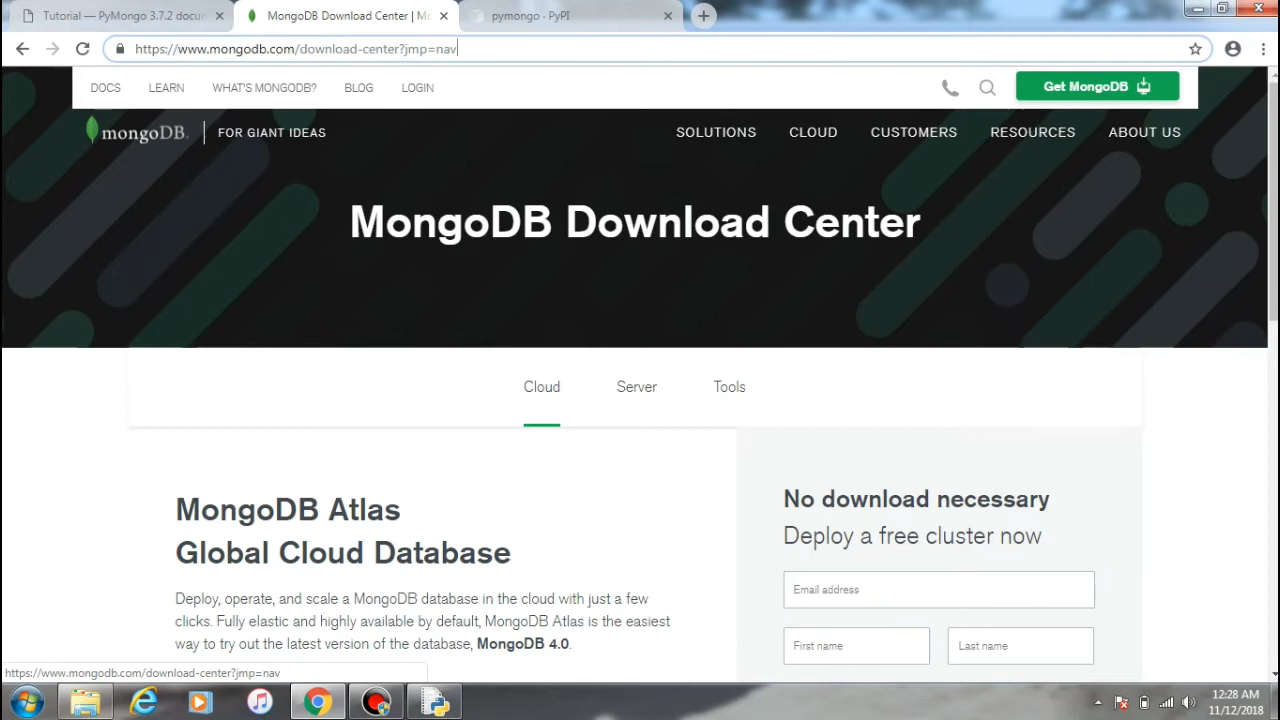 Tutorial — PyMongo 3.7.2 docu
MongoDB Download Center | Mo
pymongo · PyPI
https://www.mongodb.com/download-center?jmp=nav
DOCS LEARN WHAT'S MONGODB? BLOG LOGIN
Get MongoDB
mongoDB. FOR GIANT IDEAS
SOLUTIONS CLOUD CUSTOMERS RESOURCES ABOUT US
MongoDB Download Center
Cloud Server Tools
MongoDB Atlas
Global Cloud Database
Deploy, operate, and scale a MongoDB database in the cloud with just a few
clicks. Fully elastic and highly available by default, MongoDB Atlas is the easiest
way to try out the latest version of the database, MongoDB 4.0.
No download necessary
Deploy a free cluster now
Email address
First name Last name
https://www.mongodb.com/download-center?jmp=nav
12:28 AM
11/12/2018